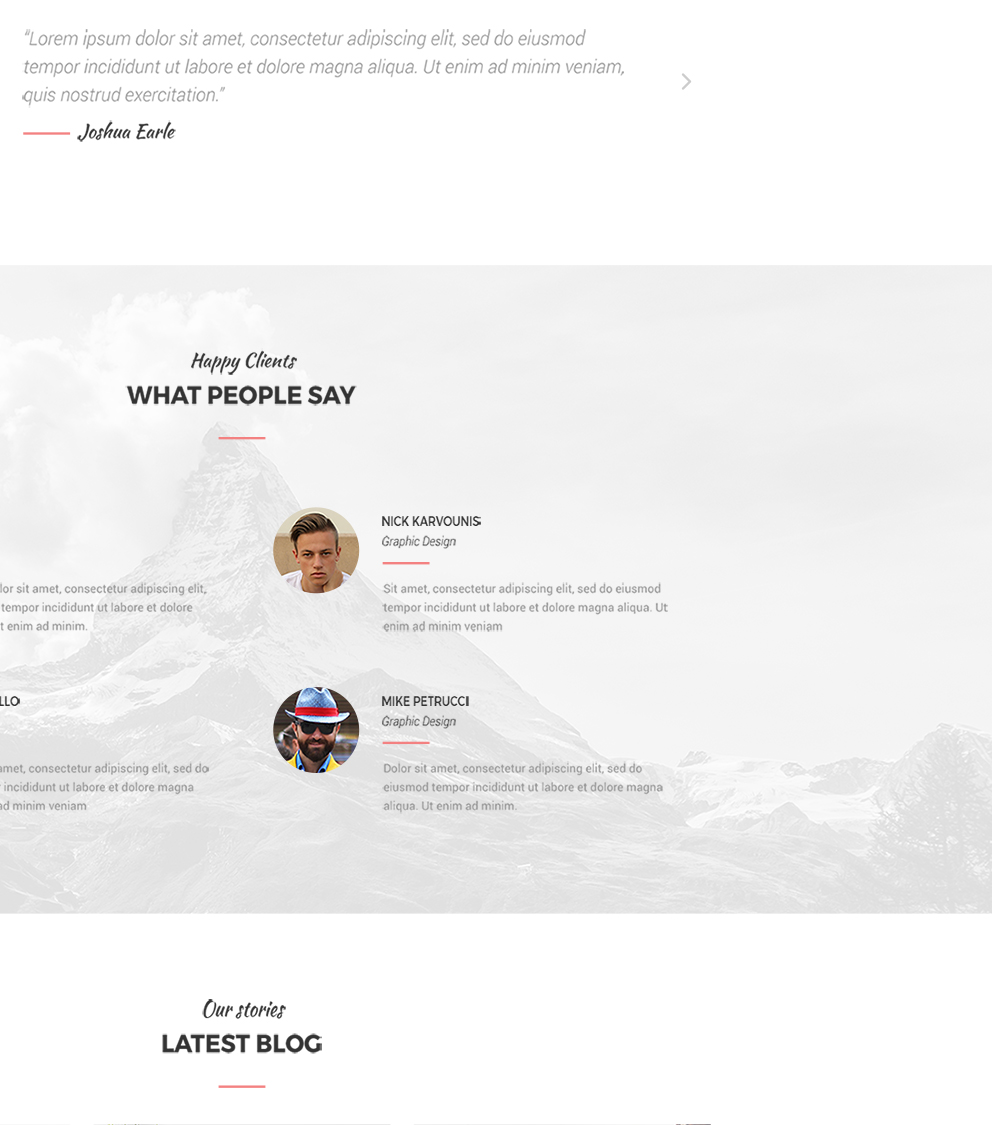 “Lorem ipsum dolor sit amet, consectetur adipiscing elit, sed do eiusmod
tempor incididunt ut labore et dolore magna aliqua. Ut enim ad minim veniam,
quis nostrud exercitation.”
Joshua Earle
Happy Clients
WHAT PEOPLE SAY
NICK KARVOUNIS
Graphic Design
sit amet, consectetur adipiscing elit,
tempor incididunt ut labore et dolore
enim ad minim.
Sit amet, consectetur adipiscing elit, sed do eiusmod
tempor incididunt ut labore et dolore magna aliqua. Ut
enim ad minim veniam
LLO
MIKE PETRUCCI
Graphic Design
amet, consectetur adipiscing elit, sed do
incididunt ut labore et dolore magna
ad minim veniam
Dolor sit amet, consectetur adipiscing elit, sed do
eiusmod tempor incididunt ut labore et dolore magna
aliqua. Ut enim ad minim.
Our stories
LATEST BLOG